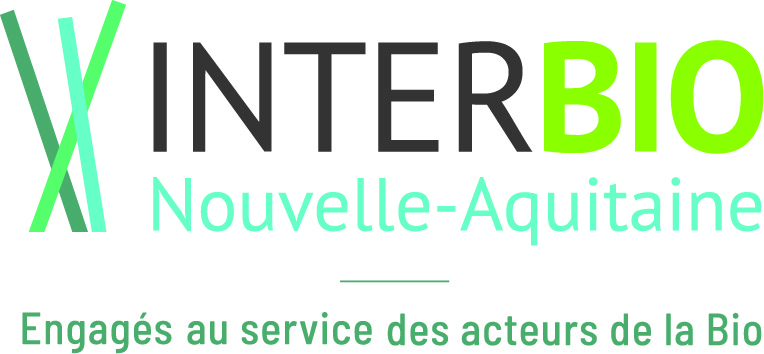 INTERBIO
Nouvelle-Aquitaine
Engagés au service des acteurs de la Bio